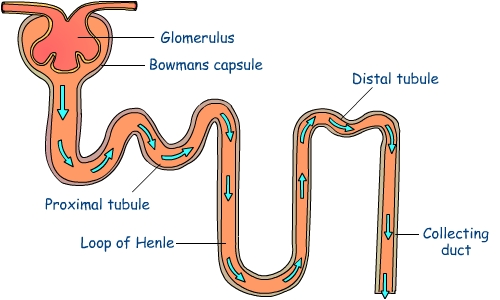 Glomerulus
Bowmans capsule
Distal tubule
Proximal tubule
Loop of Henle
Collecting
duct